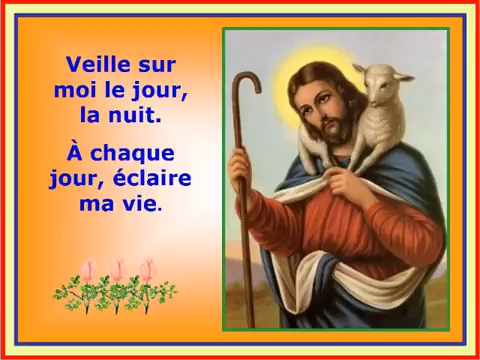 Veille sur
moi le jour,
la nuit.
À chaque
jour, éclaire
ma vie.